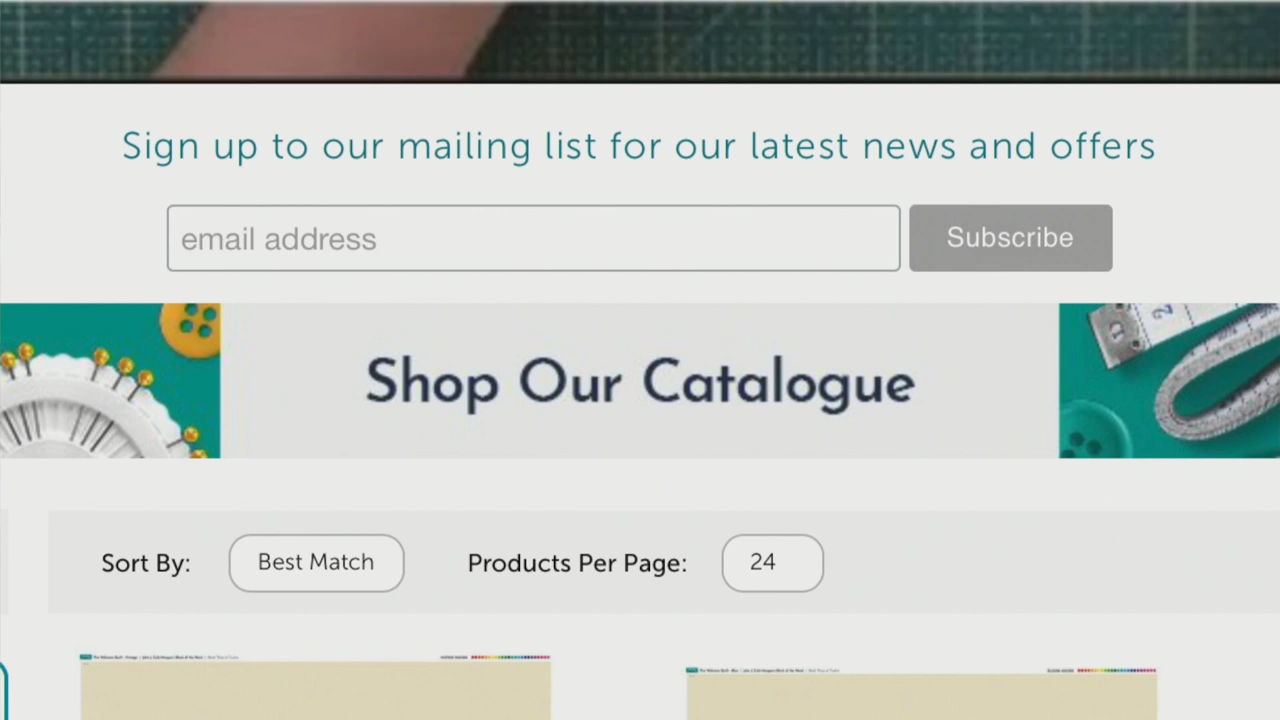 Sign up to our mailing list for our latest news and offers
email address
Subscribe
Shop Our Catalogue
Sort By:
Best Match
Products Per Page:
24